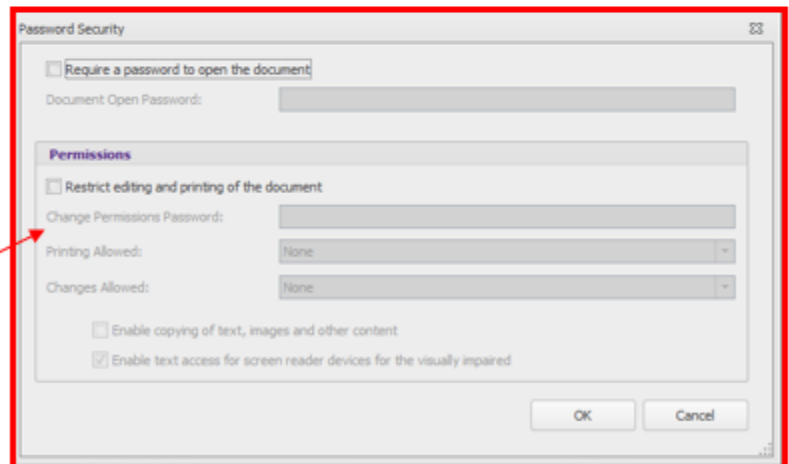 Password Security
Require a password to open the document
Document Open Password:
Permissions
Restrict editing and printing of the document
Change Permissions Password:
Printing Allowed: None
Changes Allowed: None
Enable copying of text, images and other content
Enable text access for screen reader devices for the visually impaired
OK Cancel